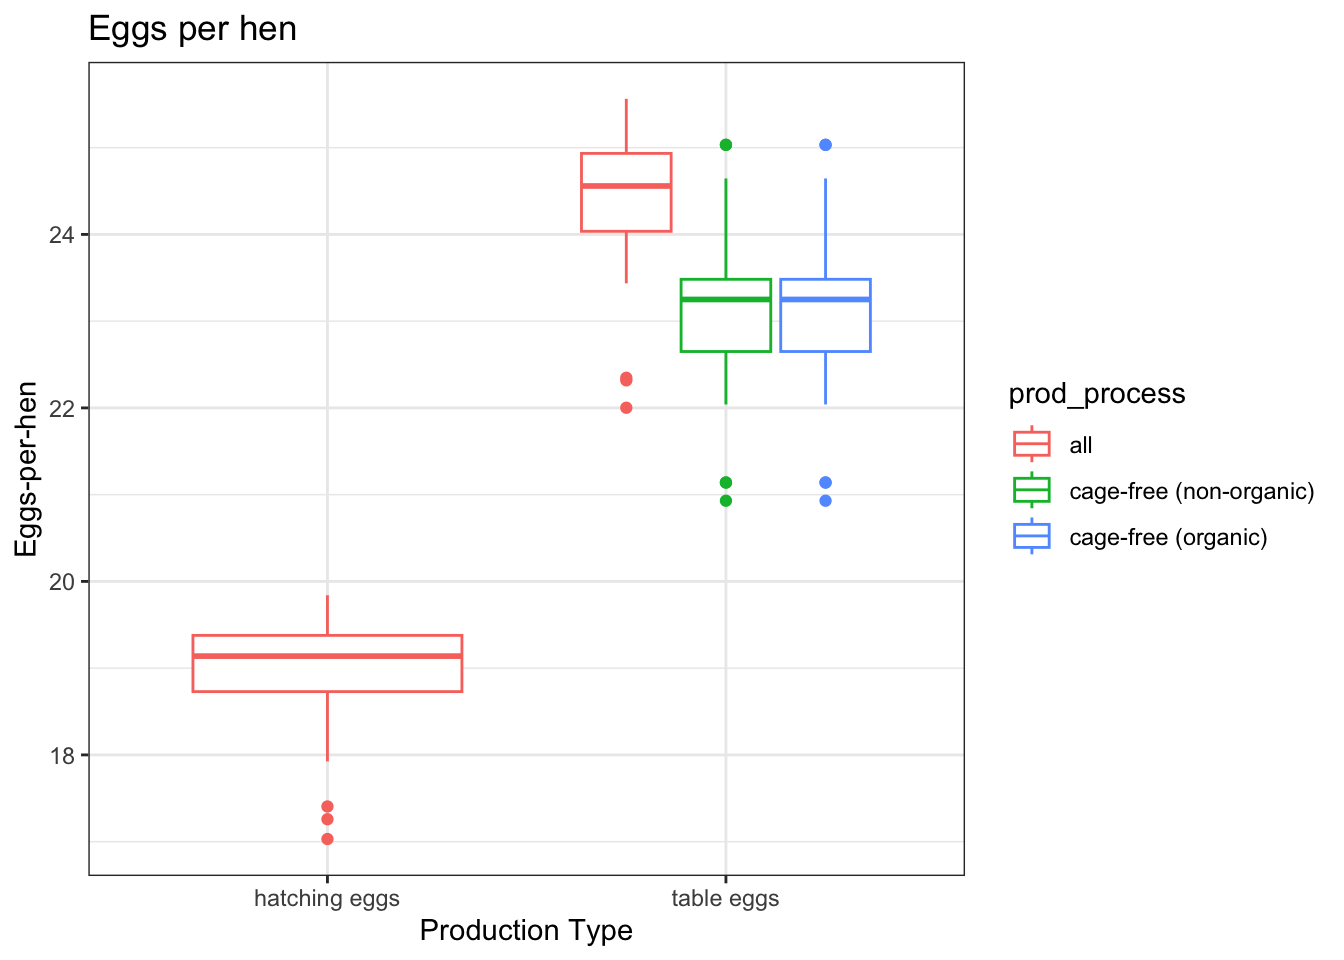 Eggs per hen
Eggs-per-hen
24
22
20
18
hatching eggs
table eggs
Production Type
prod_process
all
cage-free (non-organic)
cage-free (organic)